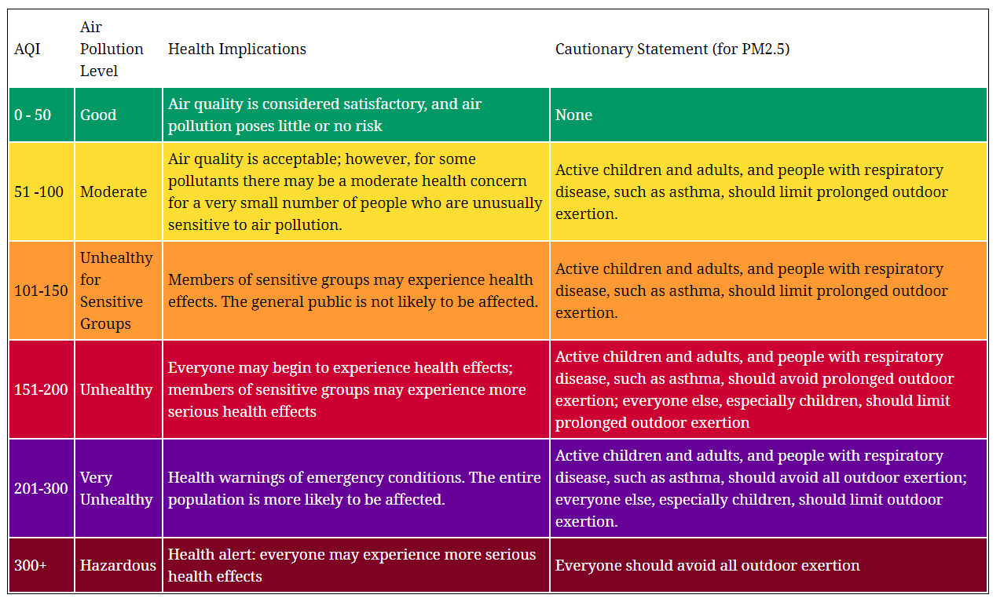 AQI
Air
Pollution
Level
Health Implications
Cautionary Statement (for PM2.5)
0 - 50
Good
Air quality is considered satisfactory, and air
pollution poses little or no risk
None
51 -100
Moderate
Air quality is acceptable; however, for some
pollutants there may be a moderate health concern
for a very small number of people who are unusually
sensitive to air pollution.
Active children and adults, and people with respiratory
disease, such as asthma, should limit prolonged outdoor
exertion.
101-150
Unhealthy
for
Sensitive
Groups
Members of sensitive groups may experience health
effects. The general public is not likely to be affected.
Active children and adults, and people with respiratory
disease, such as asthma, should limit prolonged outdoor
exertion.
151-200
Unhealthy
Everyone may begin to experience health effects;
members of sensitive groups may experience more
serious health effects
Active children and adults, and people with respiratory
disease, such as asthma, should avoid prolonged outdoor
exertion; everyone else, especially children, should limit
prolonged outdoor exertion
201-300
Very
Unhealthy
Health warnings of emergency conditions. The entire
population is more likely to be affected.
Active children and adults, and people with respiratory
disease, such as asthma, should avoid all outdoor exertion;
everyone else, especially children, should limit outdoor
exertion.
300+
Hazardous
Health alert: everyone may experience more serious
health effects
Everyone should avoid all outdoor exertion